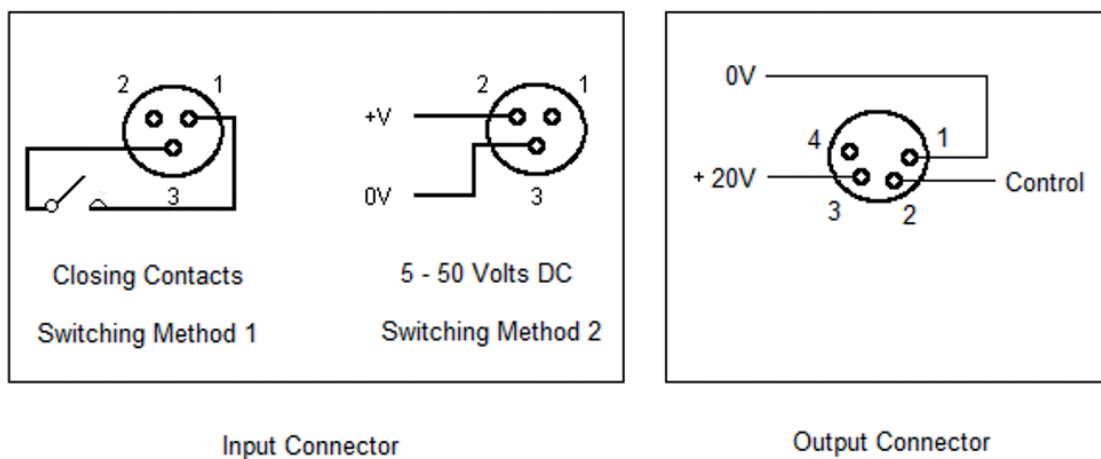 2 1
3
Closing Contacts
Switching Method 1
2 1
+V
0V
3
5 - 50 Volts DC
Switching Method 2
Input Connector
0V
4 1
+ 20V
Control
3 2
Output Connector